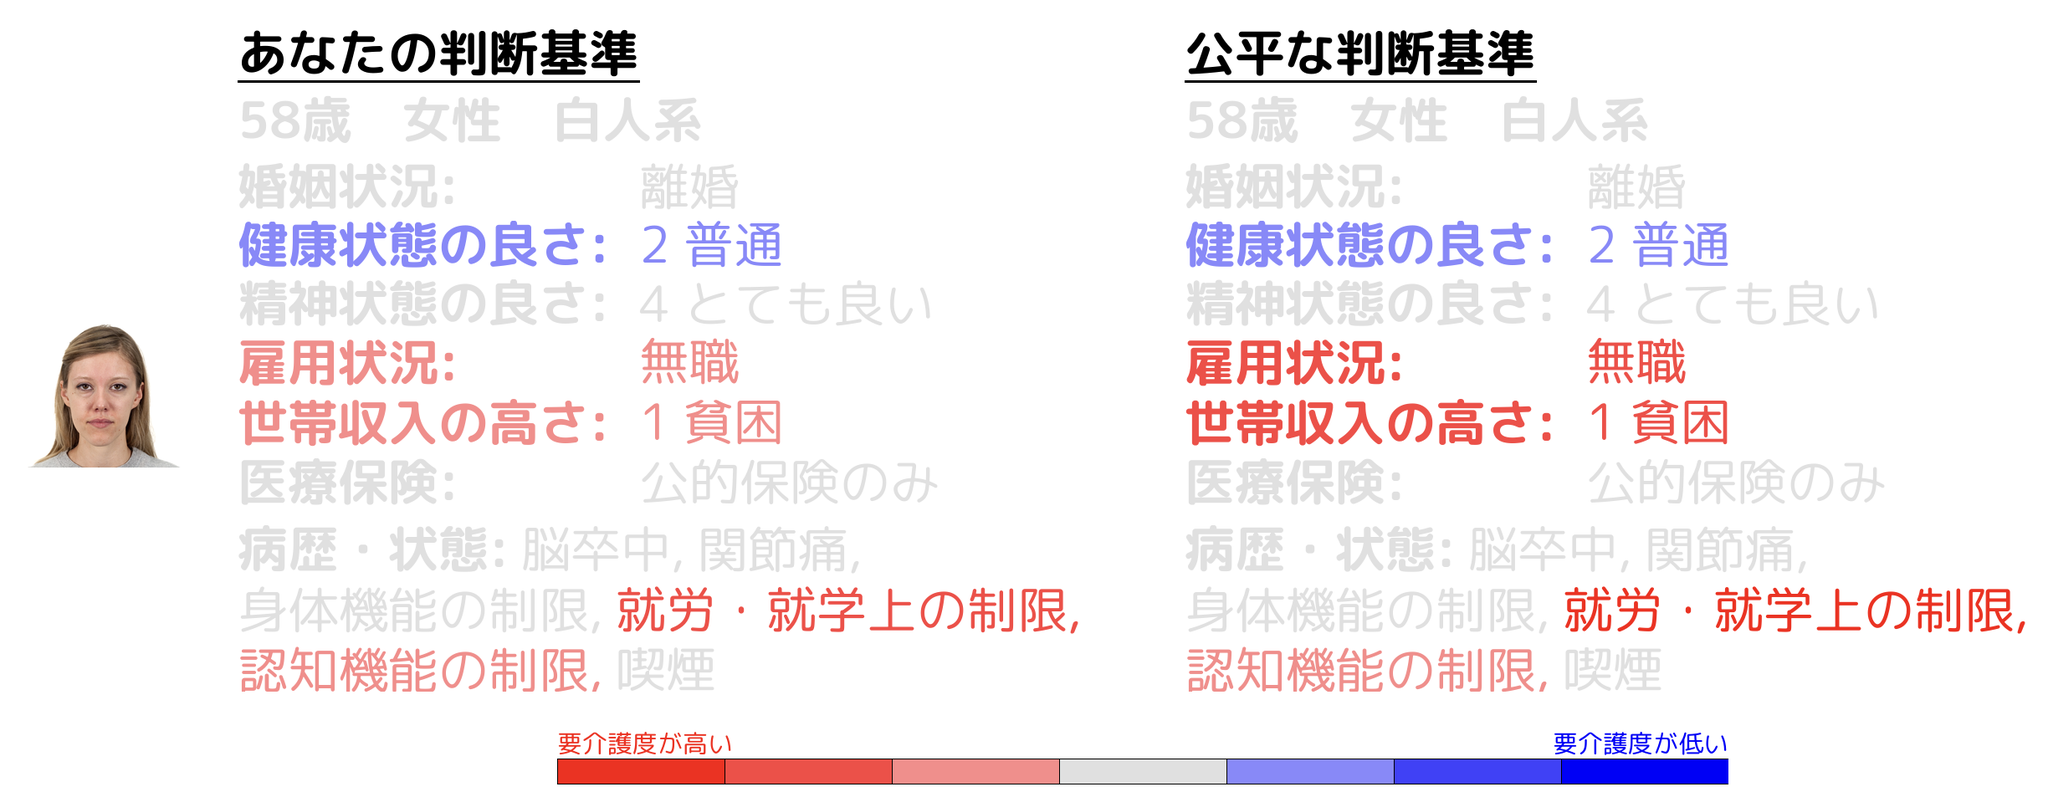 あなたの判断基準
58歳　女性　白人系
婚姻状況: 離婚
健康状態の良さ: 2 普通
精神状態の良さ: 4 とても良い
雇用状況: 無職
世帯収入の高さ: 1 貧困
医療保険: 公的保険のみ
病歴・状態: 脳卒中, 関節痛,
身体機能の制限, 就労・就学上の制限,
認知機能の制限, 喫煙
公平な判断基準
58歳　女性　白人系
婚姻状況: 離婚
健康状態の良さ: 2 普通
精神状態の良さ: 4 とても良い
雇用状況: 無職
世帯収入の高さ: 1 貧困
医療保険: 公的保険のみ
病歴・状態: 脳卒中, 関節痛,
身体機能の制限, 就労・就学上の制限,
認知機能の制限, 喫煙
要介護度が高い
要介護度が低い